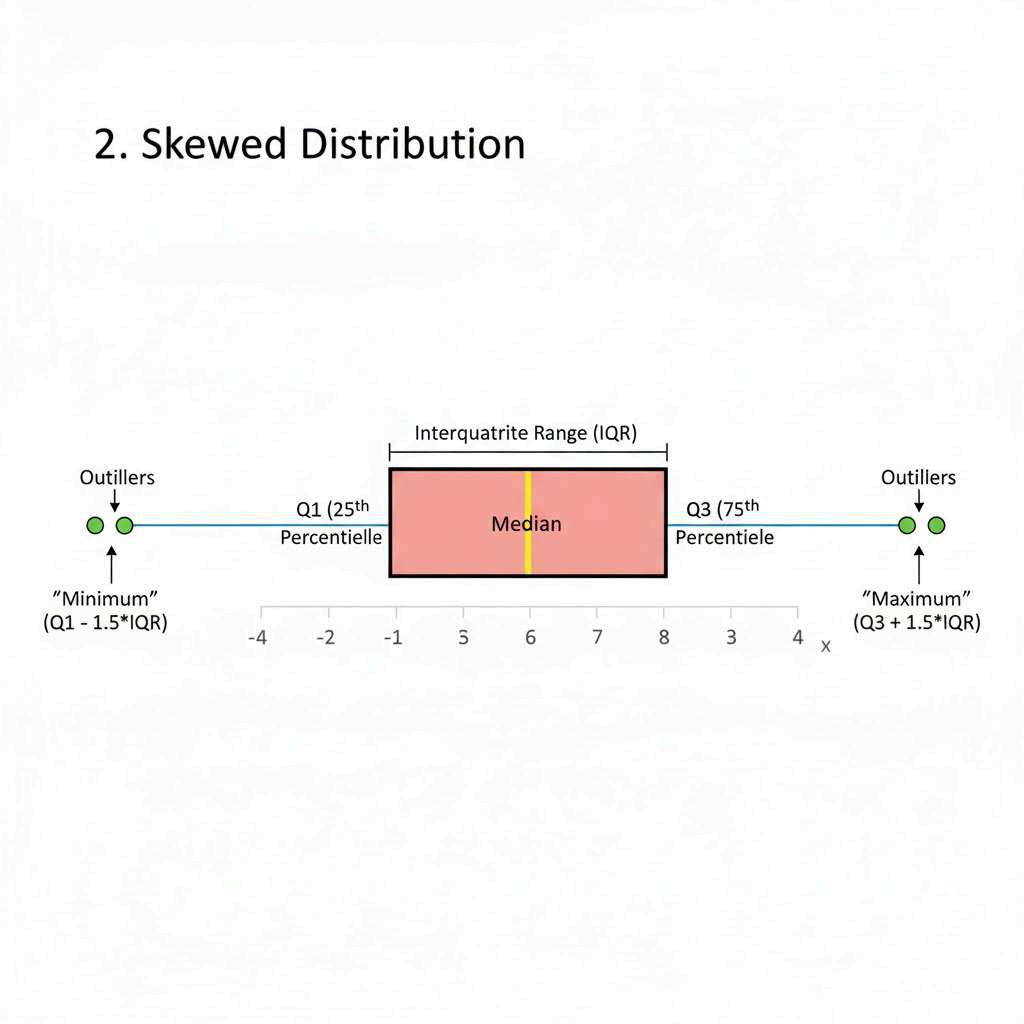 2. Skewed Distribution
Interquatrite Range (IQR)
Outillers
Outillers
Q1 (25th
Percentielle
Median
Q3 (75th
Percentiele
"Minimum"
(Q1 - 1.5*IQR)
"Maximum"
(Q3 + 1.5*IQR)
-4 -2 -1 5 6 7 8 3 4 x